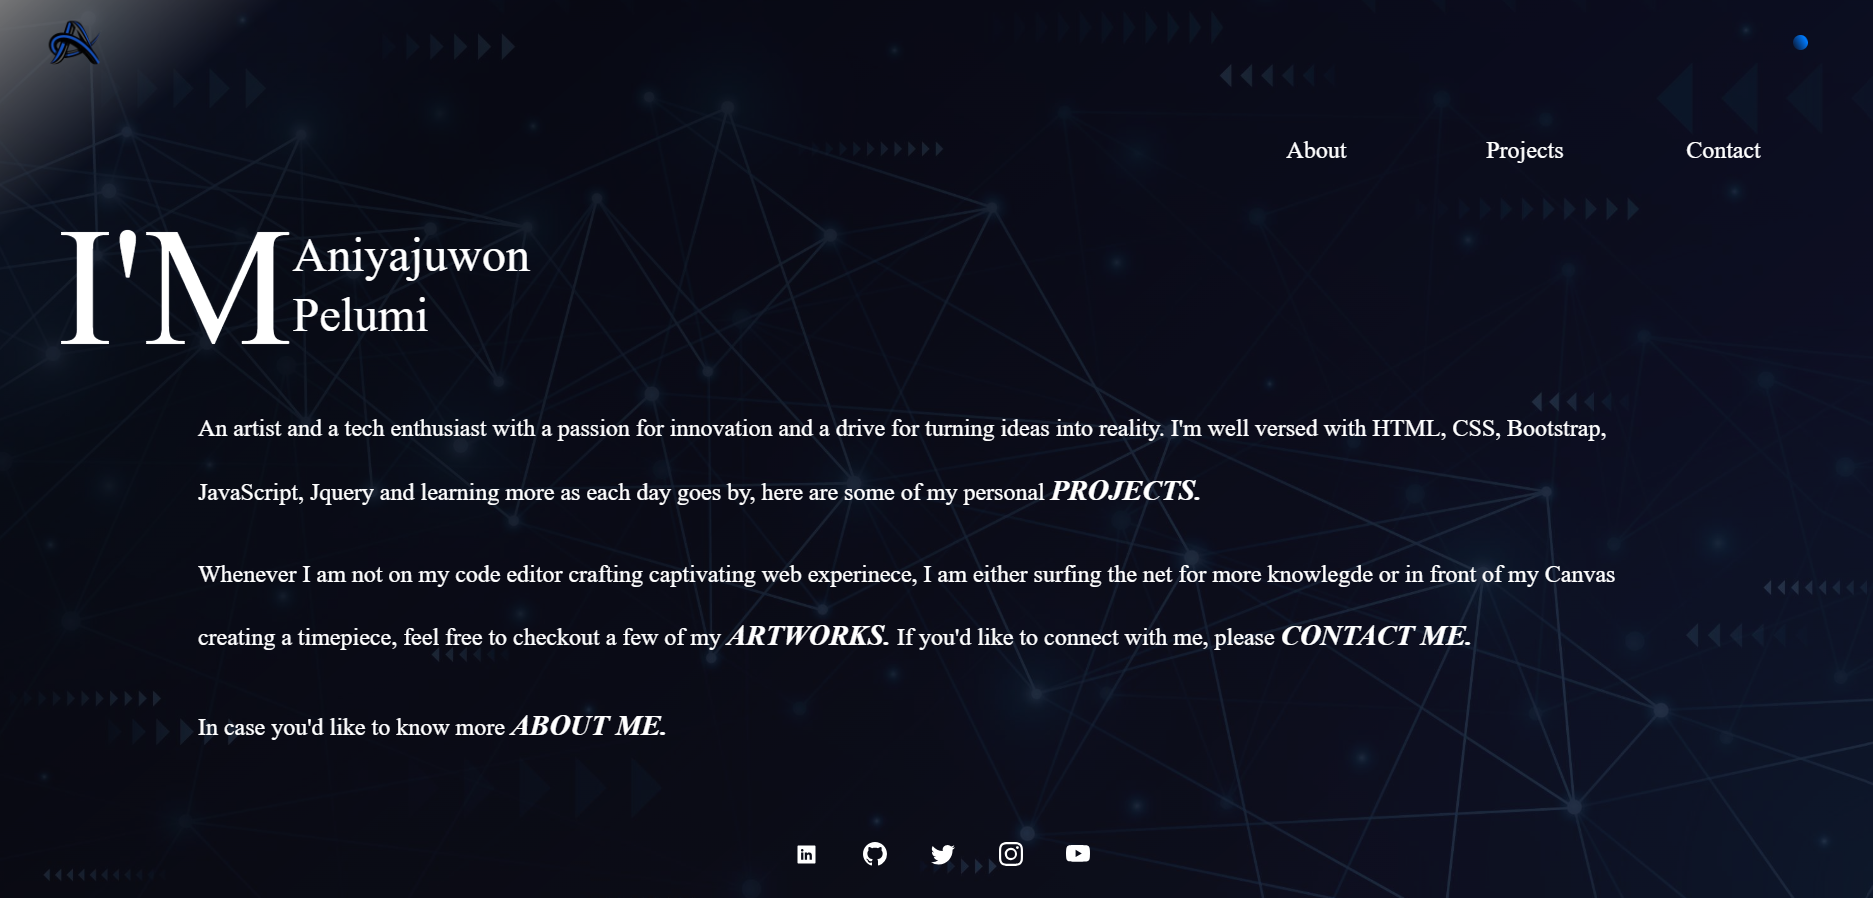 About Projects Contact
I'M Aniyajuwon
Pelumi
An artist and a tech enthusiast with a passion for innovation and a drive for turning ideas into reality. I'm well versed with HTML, CSS, Bootstrap,
JavaScript, Jquery and learning more as each day goes by, here are some of my personal PROJECTS.
Whenever I am not on my code editor crafting captivating web experinece, I am either surfing the net for more knowlegde or in front of my Canvas
creating a timepiece, feel free to checkout a few of my ARTWORKS. If you'd like to connect with me, please CONTACT ME.
In case you'd like to know more ABOUT ME.